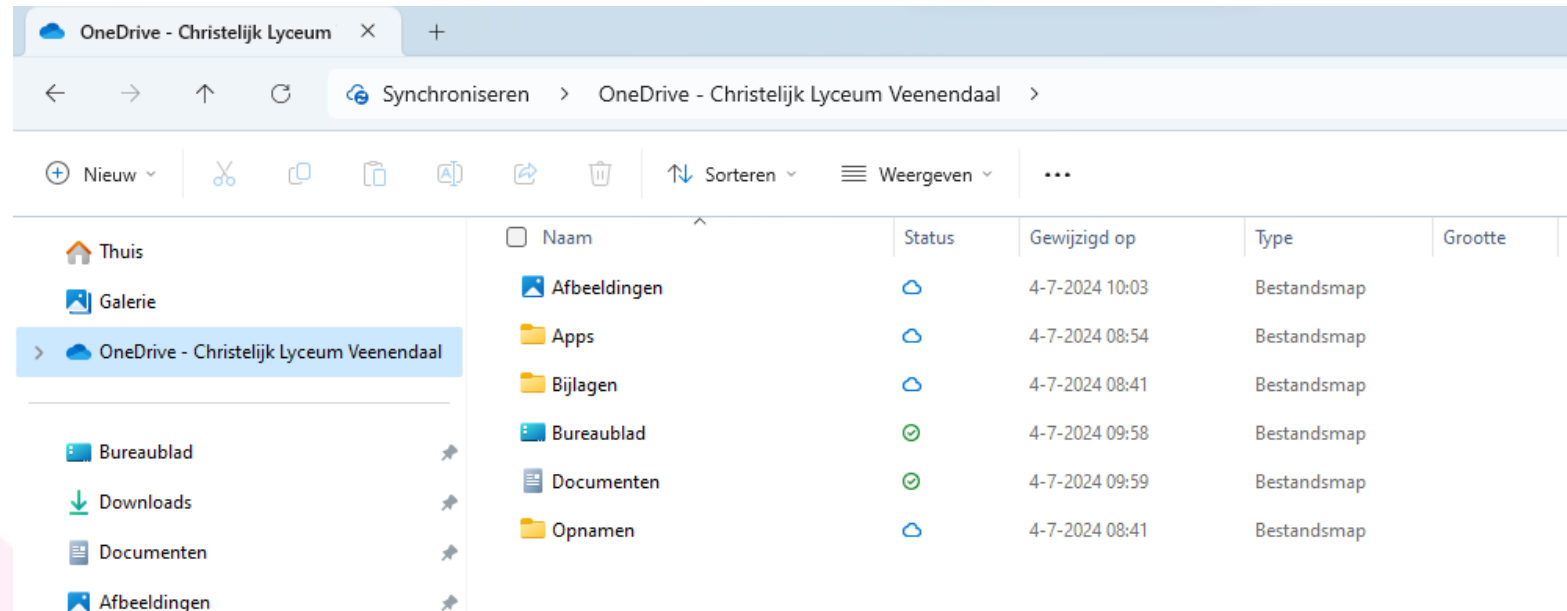 OneDrive - Christelijk Lyceum
Synchroniseren > OneDrive - Christelijk Lyceum Veenendaal >
Nieuw Sorteren Weergeven ...
Naam Status Gewijzigd op Type Grootte
Thuis
Galerie
OneDrive - Christelijk Lyceum Veenendaal
Bureaublad
Downloads
Documenten
Afbeeldingen
Afbeeldingen 4-7-2024 10:03 Bestandsmap
Apps 4-7-2024 08:54 Bestandsmap
Bijlagen 4-7-2024 08:41 Bestandsmap
Bureaublad 4-7-2024 09:58 Bestandsmap
Documenten 4-7-2024 09:59 Bestandsmap
Opnamen 4-7-2024 08:41 Bestandsmap